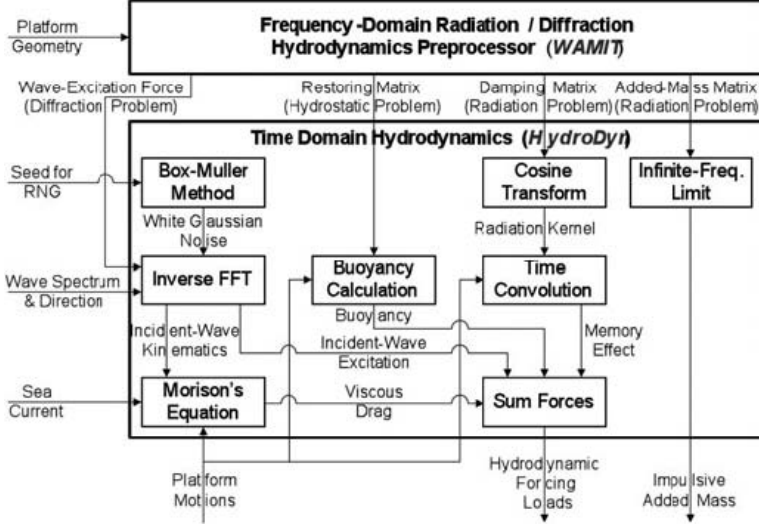 Frequency -Domain Radiation / Diffraction
Hydrodynamics Preprocessor (WAMIT)
Platform
Geometry
Wave-Excitation Force
(Diffraction Problem)
Restoring Matrix
(Hydrostatic Problem)
Damping Matrix
(Radiation Problem)
Added-Mass Matrix
(Radiation Problem)
Time Domain Hydrodynamics (HydroDyn)
Seed for
RNG
Box-Muller
Method
Cosine
Transform
Infinite-Freq.
Limit
White Gaussian
Noise
Radiation Kernel
Wave Spectrum
& Direction
Inverse FFT
Buoyancy
Calculation
Time
Convolution
Incident-Wave
Kinematics
Buoyancy
Incident-Wave
Excitation
Memory
Effect
Sea
Current
Morison's
Equation
Viscous
Drag
Sum Forces
Platform
Motions
Hydrodynamic
Forcing
Loads
Impulsive
Added Mass